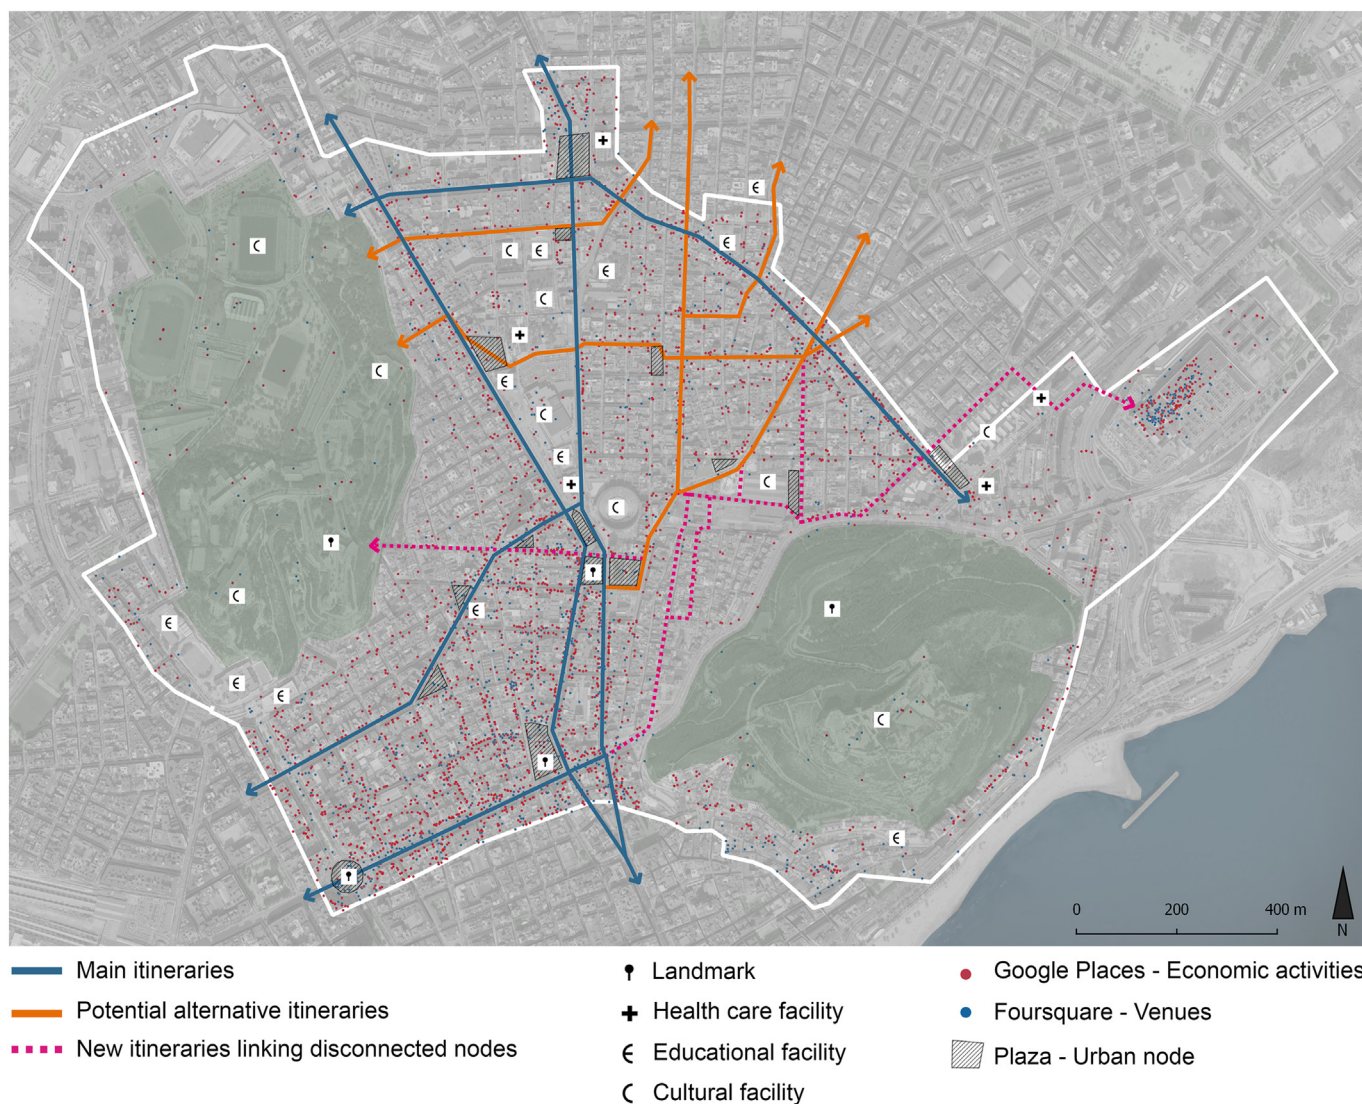 0 200 400 m
N
Main itineraries
Potential alternative itineraries
New itineraries linking disconnected nodes
Landmark
Health care facility
Educational facility
Cultural facility
Google Places - Economic activities
Foursquare - Venues
Plaza - Urban node